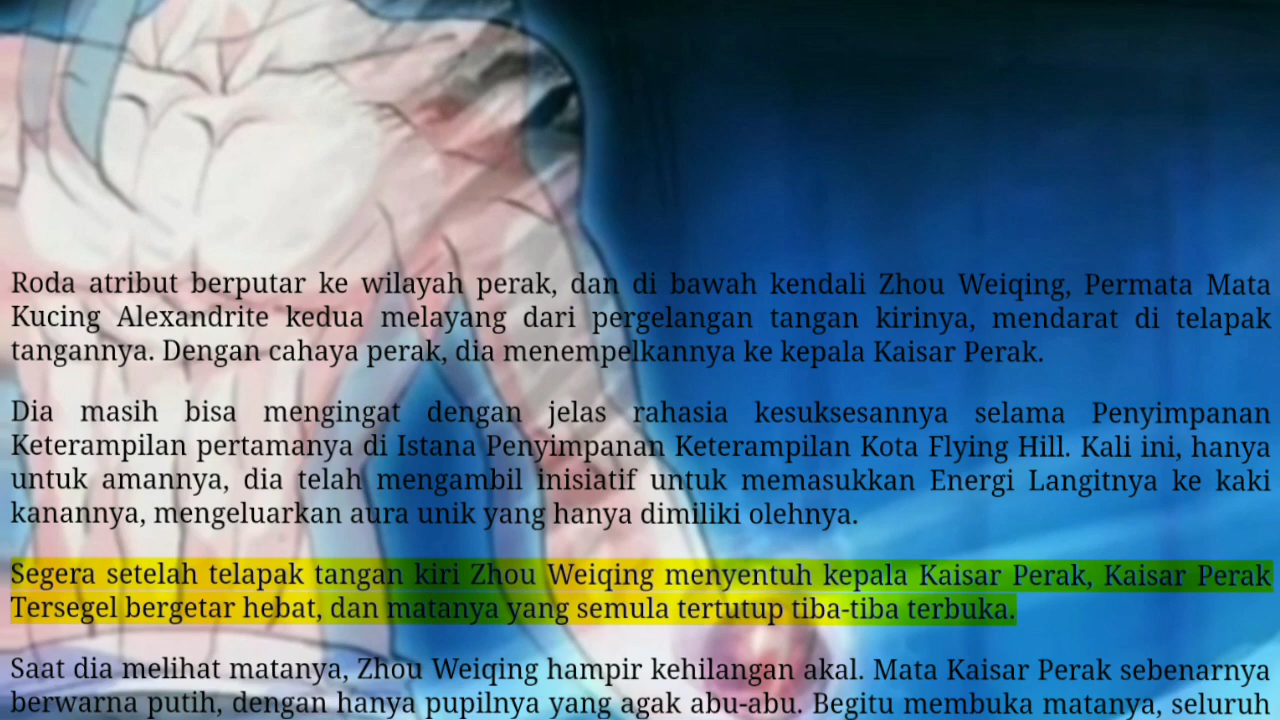 Roda atribut berputar ke wilayah perak, dan di bawah kendali Zhou Weiqing, Permata Mata
Kucing Alexandrite kedua melayang dari pergelangan tangan kirinya, mendarat di telapak
tangannya. Dengan cahaya perak, dia menempelkannya ke kepala Kaisar Perak.
Dia masih bisa mengingat dengan jelas rahasia kesuksesannya selama Penyimpanan
Keterampilan pertamanya di Istana Penyimpanan Keterampilan Kota Flying Hill. Kali ini, hanya
untuk amannya, dia telah mengambil inisiatif untuk memasukkan Energi Langitnya ke kaki
kanannya, mengeluarkan aura unik yang hanya dimiliki olehnya.
Segera setelah telapak tangan kiri Zhou Weiqing menyentuh kepala Kaisar Perak, Kaisar Perak
Tersegel bergetar hebat, dan matanya yang semula tertutup tiba-tiba terbuka.
Saat dia melihat matanya, Zhou Weiqing hampir kehilangan akal. Mata Kaisar Perak sebenarnya
berwarna putih, dengan hanya pupilnya yang agak abu-abu. Begitu membuka matanya, seluruh